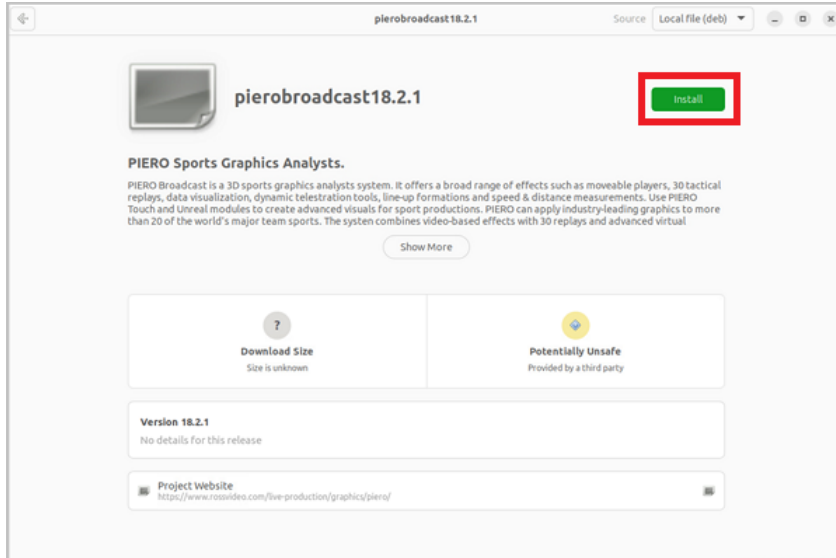 pierobroadcast18.2.1
Source
Local file (deb)
pierobroadcast18.2.1
Install
PIERO Sports Graphics Analysts.
PIERO Broadcast is a 3D sports graphics analysts system. It offers a broad range of effects such as moveable players, 30 tactical
replays, data visualization, dynamic telestration tools, line-up formations and speed & distance measurements. Use PIERO
Touch and Unreal modules to create advanced visuals for sport productions. PIERO can apply industry-leading graphics to more
than 20 of the world's major team sports. The systen combines video-based effects with 30 replays and advanced virtual
Show More
?
Download Size
Size is unknown
Potentially Unsafe
Provided by a third party
Version 18.2.1
No details for this release
Project Website
https://www.rossvideo.com/live-production/graphics/piero/